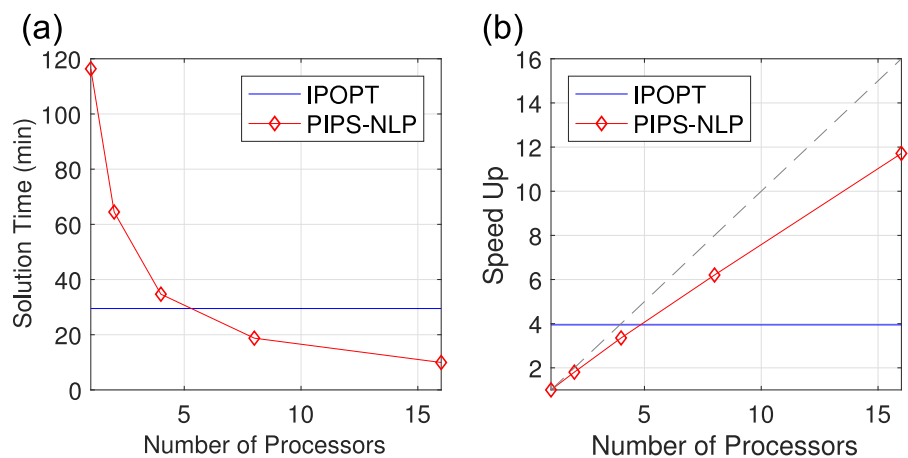 (a)
120
100
80
60
40
20
0
5
10
15
Solution Time (min)
Number of Processors
IPOPT
PIPS-NLP
(b)
16
14
12
10
8
6
4
2
5
10
15
Speed Up
Number of Processors
IPOPT
PIPS-NLP